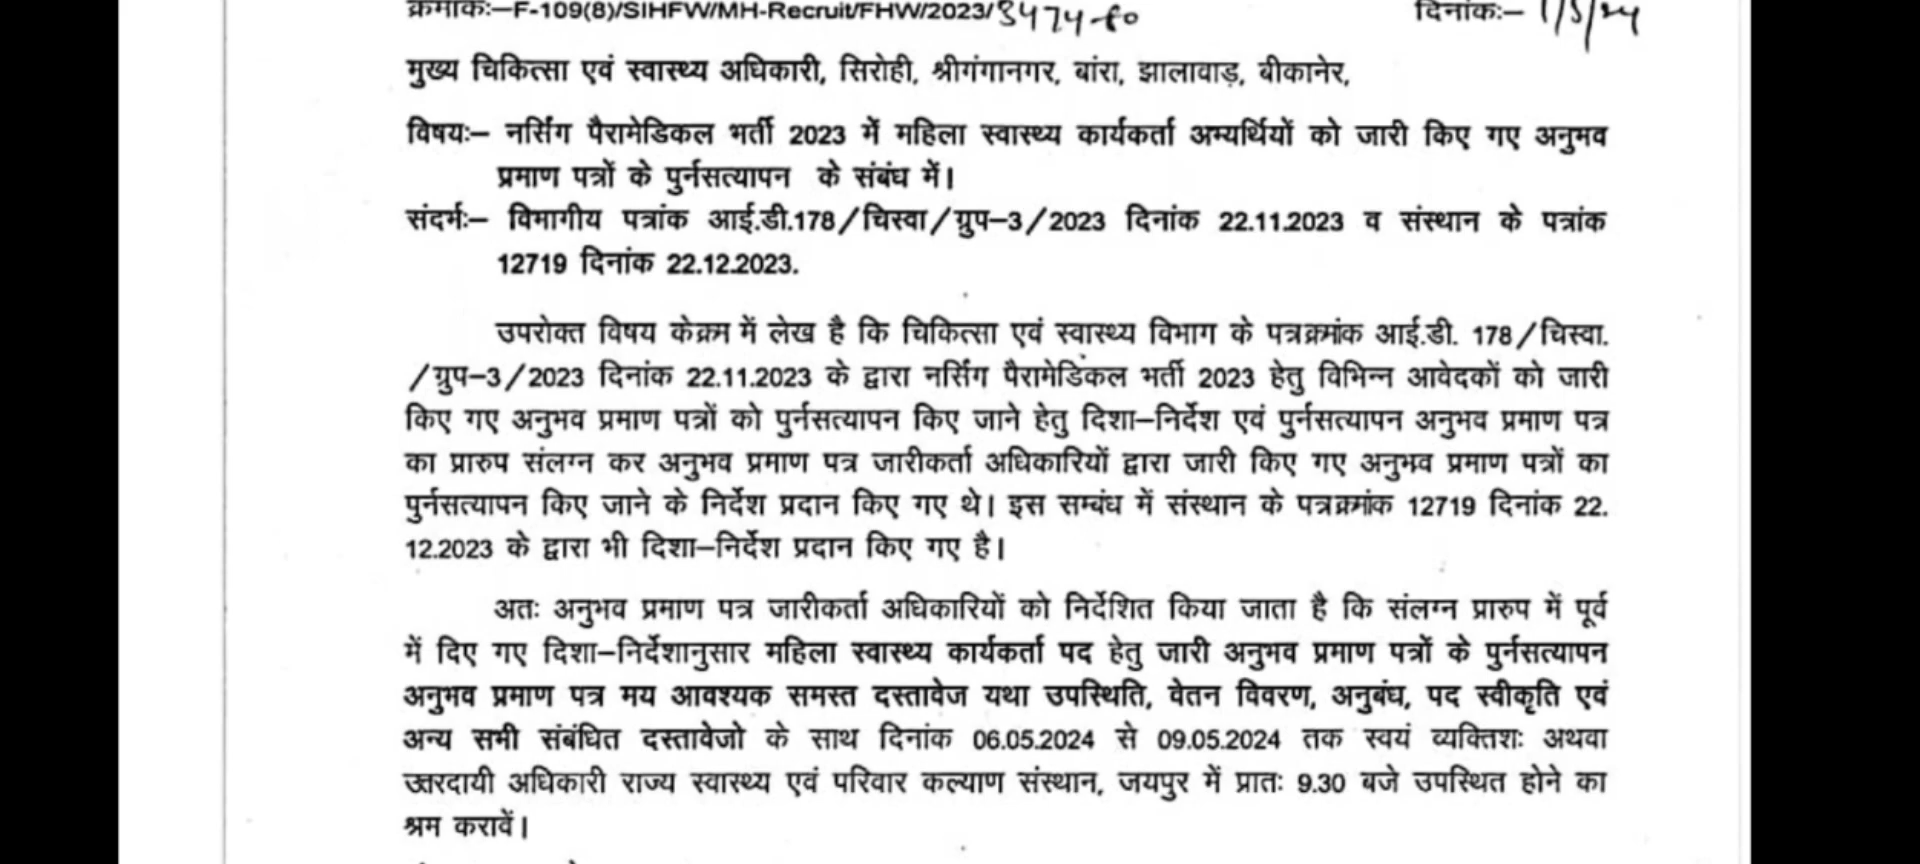 क्रमांकः–F-109(8)/SIHFW/MH-Recruit/FHW/2023/3474-80 दिनांकः– 1/5/24
मुख्य चिकित्सा एवं स्वास्थ्य अधिकारी, सिरोही, श्रीगंगानगर, बांरा, झालावाड़, बीकानेर,
विषयः– नर्सिंग पैरामेडिकल भर्ती 2023 में महिला स्वास्थ्य कार्यकर्ता अभ्यर्थियों को जारी किए गए अनुभव
प्रमाण पत्रों के पुर्नसत्यापन के संबंध में।
संदर्भः– विभागीय पत्रांक आई.डी.178/चिस्वा/ग्रुप–3/2023 दिनांक 22.11.2023 व संस्थान के पत्रांक
12719 दिनांक 22.12.2023.
उपरोक्त विषय केक्रम में लेख है कि चिकित्सा एवं स्वास्थ्य विभाग के पत्रक्रमांक आई.डी. 178/चिस्वा.
/ग्रुप–3/2023 दिनांक 22.11.2023 के द्वारा नर्सिंग पैरामेडिकल भर्ती 2023 हेतु विभिन्न आवेदकों को जारी
किए गए अनुभव प्रमाण पत्रों को पुर्नसत्यापन किए जाने हेतु दिशा–निर्देश एवं पुर्नसत्यापन अनुभव प्रमाण पत्र
का प्रारुप संलग्न कर अनुभव प्रमाण पत्र जारीकर्ता अधिकारियों द्वारा जारी किए गए अनुभव प्रमाण पत्रों का
पुर्नसत्यापन किए जाने के निर्देश प्रदान किए गए थे। इस सम्बंध में संस्थान के पत्रक्रमांक 12719 दिनांक 22.
12.2023 के द्वारा भी दिशा–निर्देश प्रदान किए गए है।
अतः अनुभव प्रमाण पत्र जारीकर्ता अधिकारियों को निर्देशित किया जाता है कि संलग्न प्रारुप में पूर्व
में दिए गए दिशा–निर्देशानुसार महिला स्वास्थ्य कार्यकर्ता पद हेतु जारी अनुभव प्रमाण पत्रों के पुर्नसत्यापन
अनुभव प्रमाण पत्र मय आवश्यक समस्त दस्तावेज यथा उपस्थिति, वेतन विवरण, अनुबंध, पद स्वीकृति एवं
अन्य सभी संबंधित दस्तावेजो के साथ दिनांक 06.05.2024 से 09.05.2024 तक स्वयं व्यक्तिशः अथवा
उत्तरदायी अधिकारी राज्य स्वास्थ्य एवं परिवार कल्याण संस्थान, जयपुर में प्रातः 9.30 बजे उपस्थित होने का
श्रम करावें।